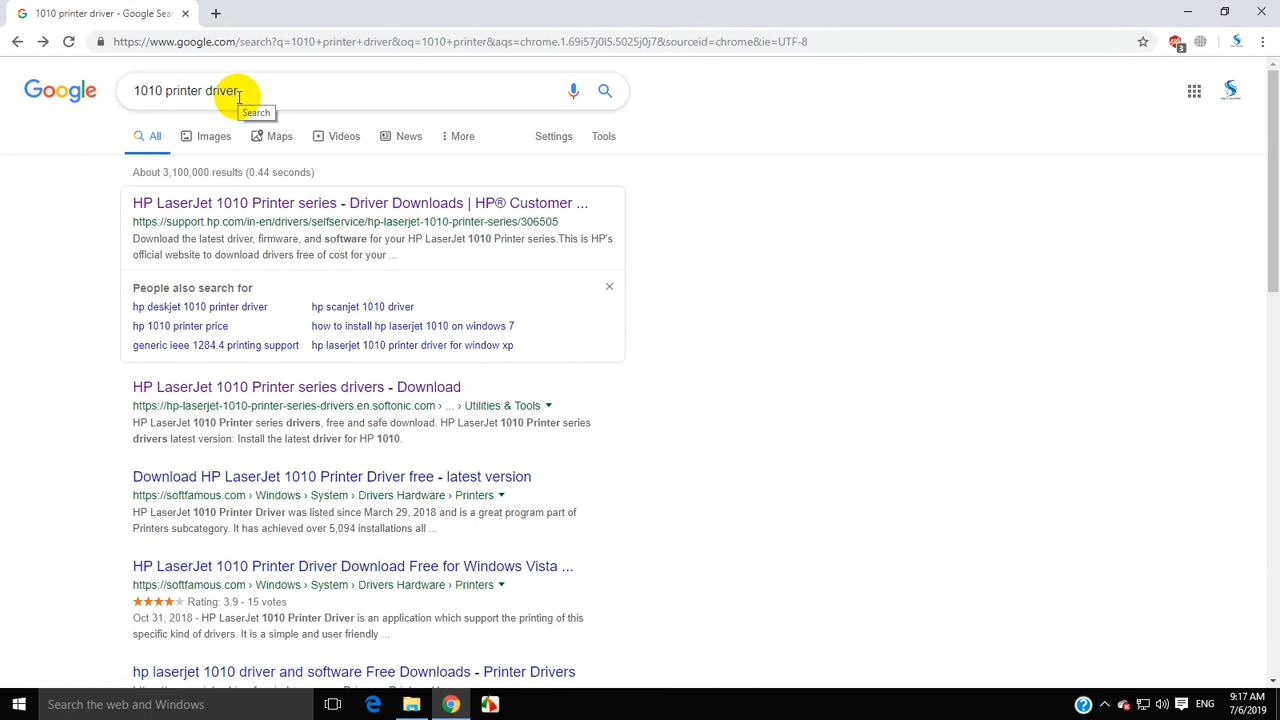 1010 printer driver - Google Sear
https://www.google.com/search?q=1010+printer+driver&oq=1010+printer&aqs=chrome.1.69i57j0l5.5025j0j7&sourceid=chrome&ie=UTF-8
3
Google
1010 printer driver
Search
All Images Maps Videos News More Settings Tools
About 3,100,000 results (0.44 seconds)
HP LaserJet 1010 Printer series - Driver Downloads | HP® Customer ...
https://support.hp.com/in-en/drivers/selfservice/hp-laserjet-1010-printer-series/306505
Download the latest driver, firmware, and software for your HP LaserJet 1010 Printer series.This is HP's
official website to download drivers free of cost for your ...
People also search for
hp deskjet 1010 printer driver hp scanjet 1010 driver
hp 1010 printer price how to install hp laserjet 1010 on windows 7
generic ieee 1284.4 printing support hp laserjet 1010 printer driver for window xp
HP LaserJet 1010 Printer series drivers - Download
https://hp-laserjet-1010-printer-series-drivers.en.softonic.com › ... › Utilities & Tools
HP LaserJet 1010 Printer series drivers, free and safe download. HP LaserJet 1010 Printer series
drivers latest version: Install the latest driver for HP 1010.
Download HP LaserJet 1010 Printer Driver free - latest version
https://softfamous.com › Windows › System › Drivers Hardware › Printers
HP LaserJet 1010 Printer Driver was listed since March 29, 2018 and is a great program part of
Printers subcategory. It has achieved over 5,094 installations all ...
HP LaserJet 1010 Printer Driver Download Free for Windows Vista ...
https://softfamous.com › Windows › System › Drivers Hardware › Printers
Rating: 3.9 - 15 votes
Oct 31, 2018 - HP LaserJet 1010 Printer Driver is an application which support the printing of this
specific kind of drivers. It is a simple and user friendly ...
hp laserjet 1010 driver and software Free Downloads - Printer Drivers
Search the web and Windows
ENG
9:17 AM
7/6/2019